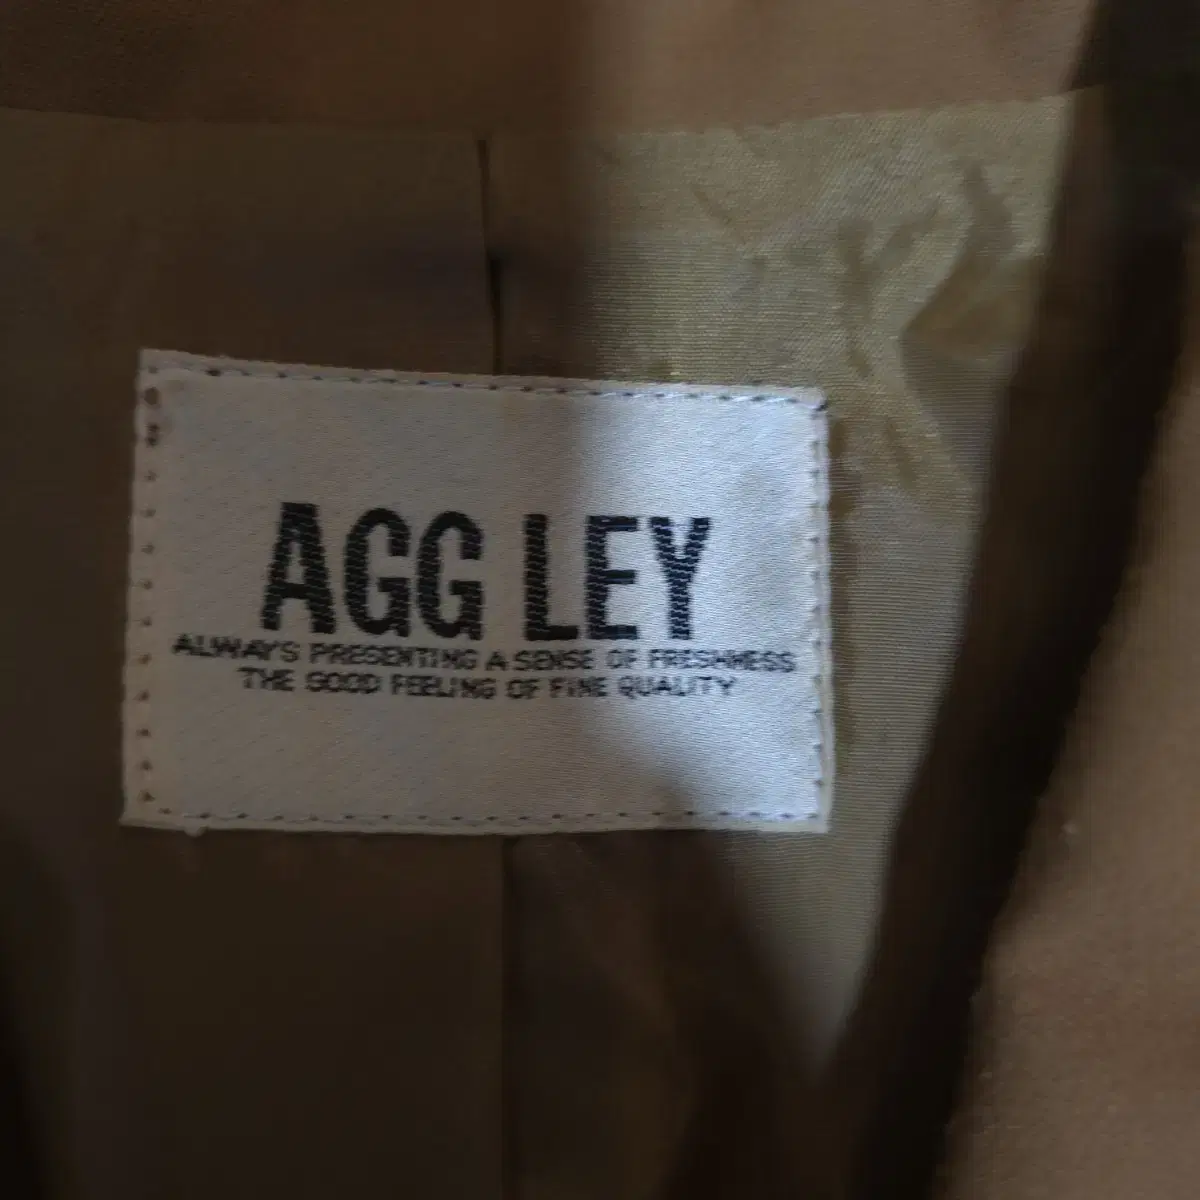 AGG LEY
ALWAYS PRESENTING A SENSE OF FRESHNESS
THE GOOD FEELING OF FINE QUALITY